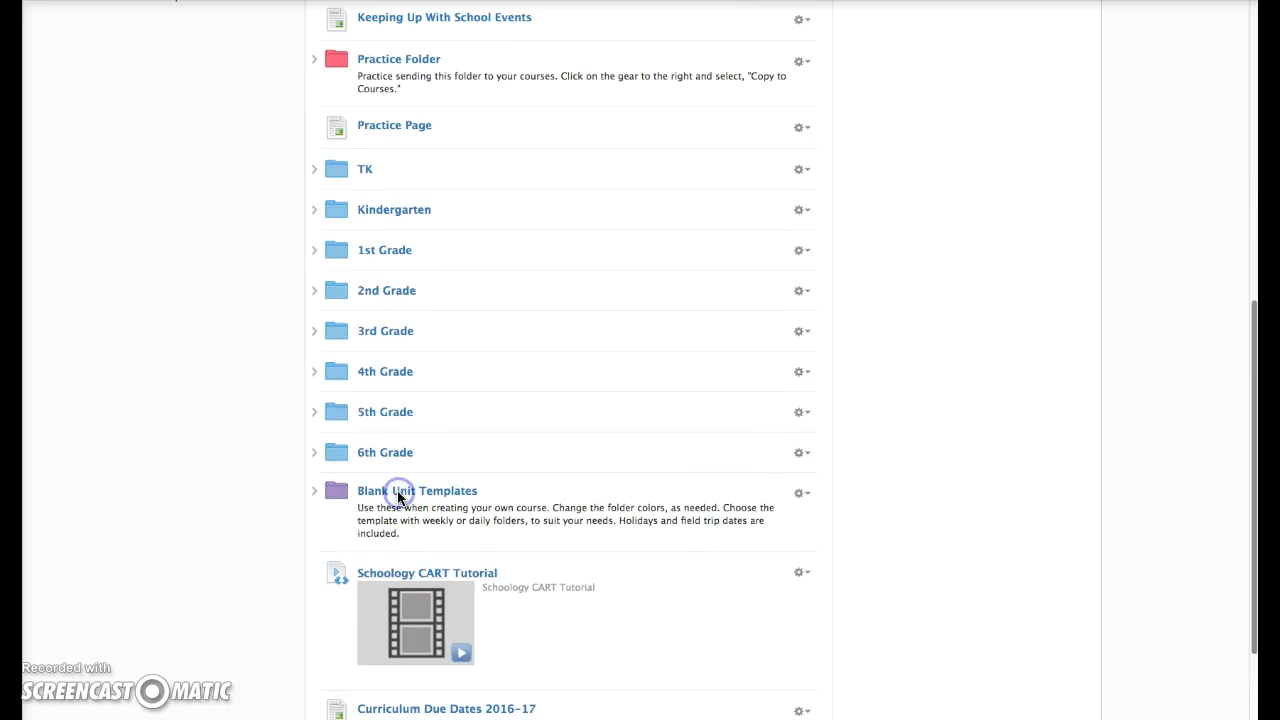 Keeping Up With School Events
Practice Folder
Practice sending this folder to your courses. Click on the gear to the right and select, "Copy to
Courses."
Practice Page
TK
Kindergarten
1st Grade
2nd Grade
3rd Grade
4th Grade
5th Grade
6th Grade
Blank Unit Templates
Use these when creating your own course. Change the folder colors, as needed. Choose the
template with weekly or daily folders, to suit your needs. Holidays and field trip dates are
included.
Schoology CART Tutorial
Schoology CART Tutorial
Curriculum Due Dates 2016-17
Recorded with
SCREENCAST MATIC